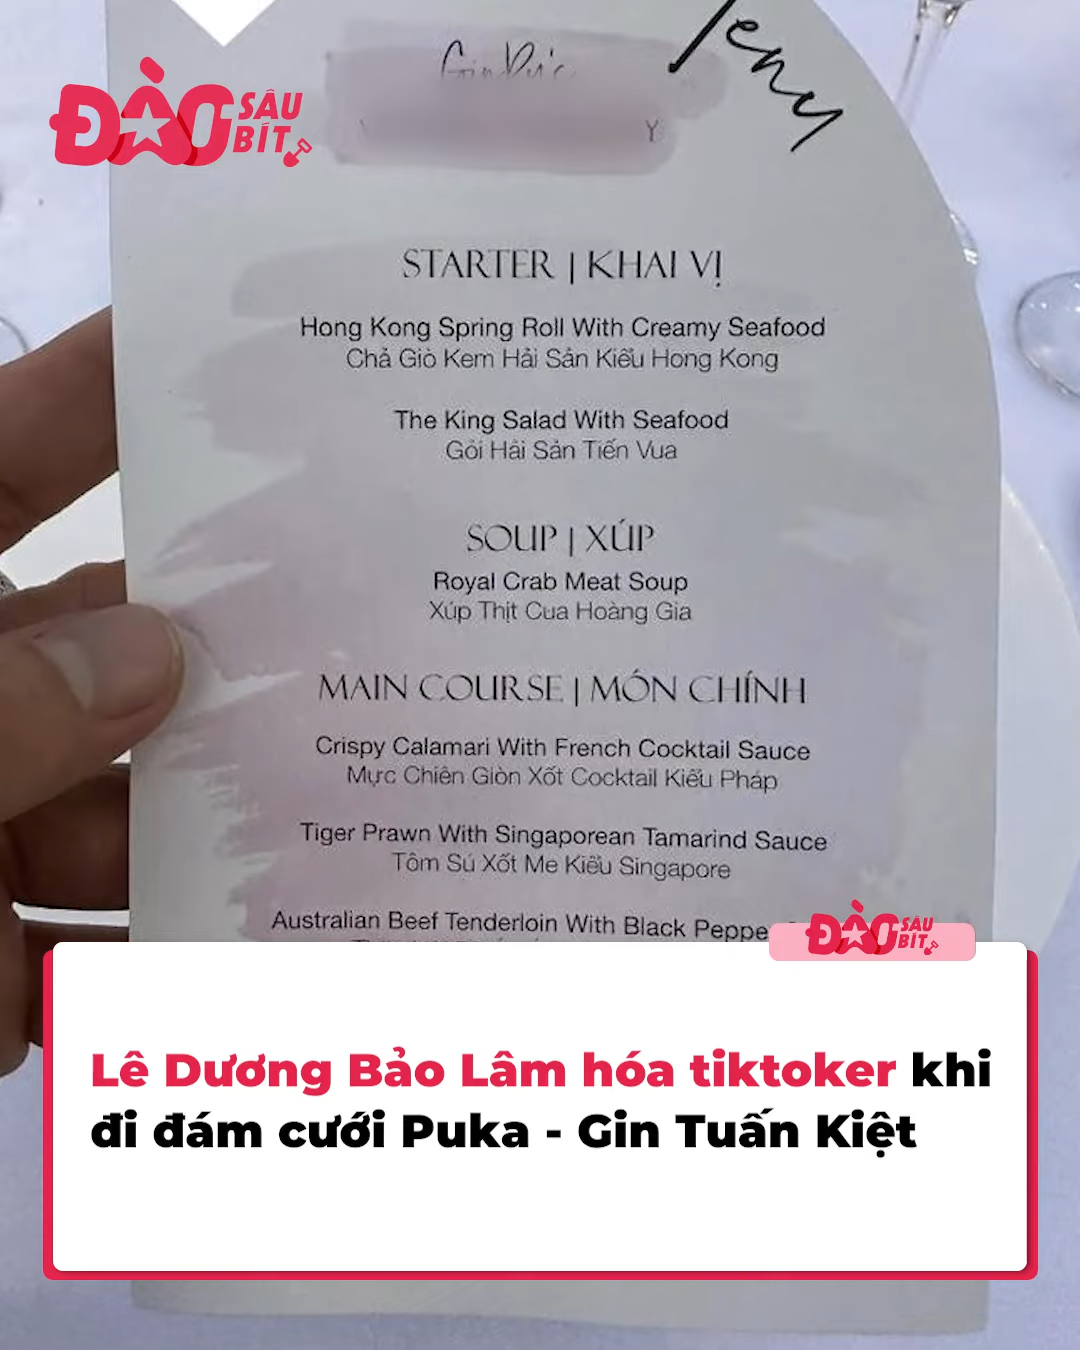 Jeny
ĐÀO SÂU BÍT
Y
STARTER | KHAI VỊ
Hong Kong Spring Roll With Creamy Seafood
Chả Giò Kem Hải Sản Kiểu Hong Kong
The King Salad With Seafood
Gỏi Hải Sản Tiến Vua
SOUP | XÚP
Royal Crab Meat Soup
Xúp Thịt Cua Hoàng Gia
MAIN COURSE | MÓN CHÍNH
Crispy Calamari With French Cocktail Sauce
Mực Chiên Giòn Xốt Cocktail Kiểu Pháp
Tiger Prawn With Singaporean Tamarind Sauce
Tôm Sú Xốt Me Kiểu Singapore
Australian Beef Tenderloin With Black
ĐÀO SÂU BÍT
Lê Dương Bảo Lâm hóa tiktoker khi
đi đám cưới Puka - Gin Tuấn Kiệt